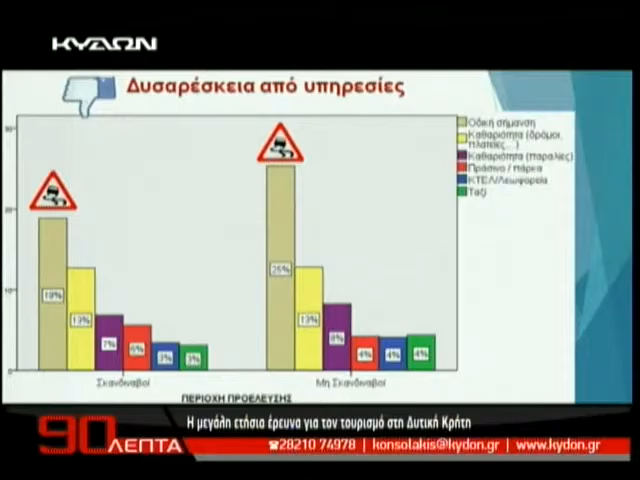 ΚΥΔΩΝ
Δυσαρέσκεια από υπηρεσίες
Οδική σήμανση
Καθαριότητα (δρόμοι,
πλατείες...)
Καθαριότητα (παραλίες)
Πράσινο / πάρκα
ΚΤΕΛ/Λεωφορεία
Ταξί
30
20
10
0
19%
13%
7%
6%
3%
3%
25%
13%
8%
4%
4%
4%
Σκανδιναβοί
Μη Σκανδιναβοί
ΠΕΡΙΟΧΗ ΠΡΟΕΛΕΥΣΗΣ
90 ΛΕΠΤΑ
Η μεγάλη ετήσια έρευνα για τον τουρισμό στη Δυτική Κρήτη
☎28210 74978 | konsolakis@kydon.gr | www.kydon.gr